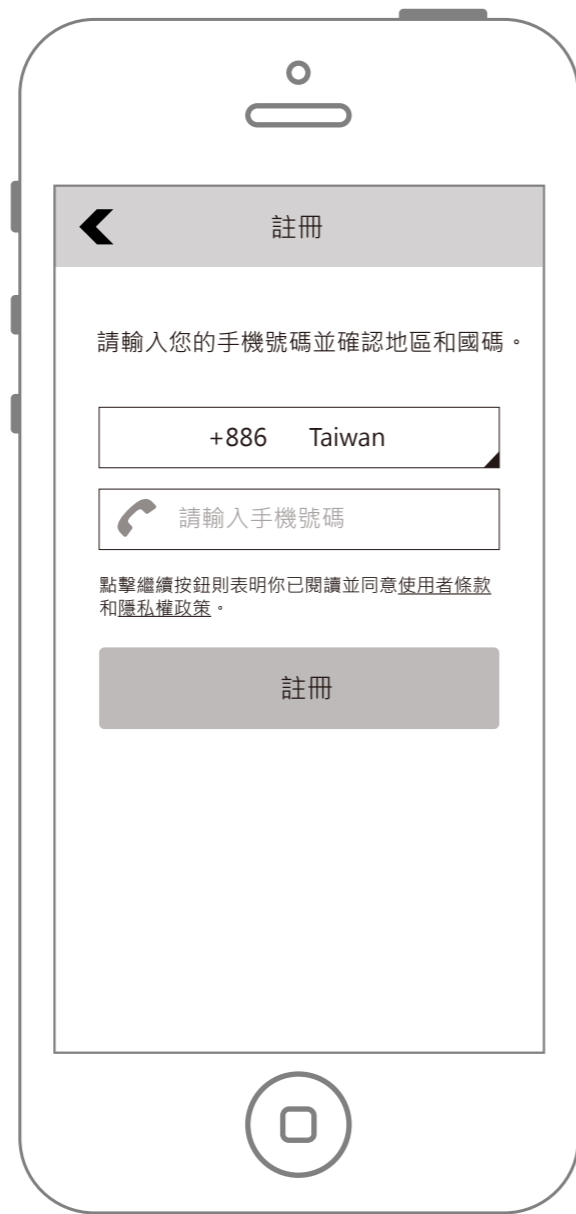 註冊
請輸入您的手機號碼並確認地區和國碼。
+886 Taiwan
請輸入手機號碼
點擊繼續按鈕則表明你已閱讀並同意使用者條款
和隱私權政策。
註冊